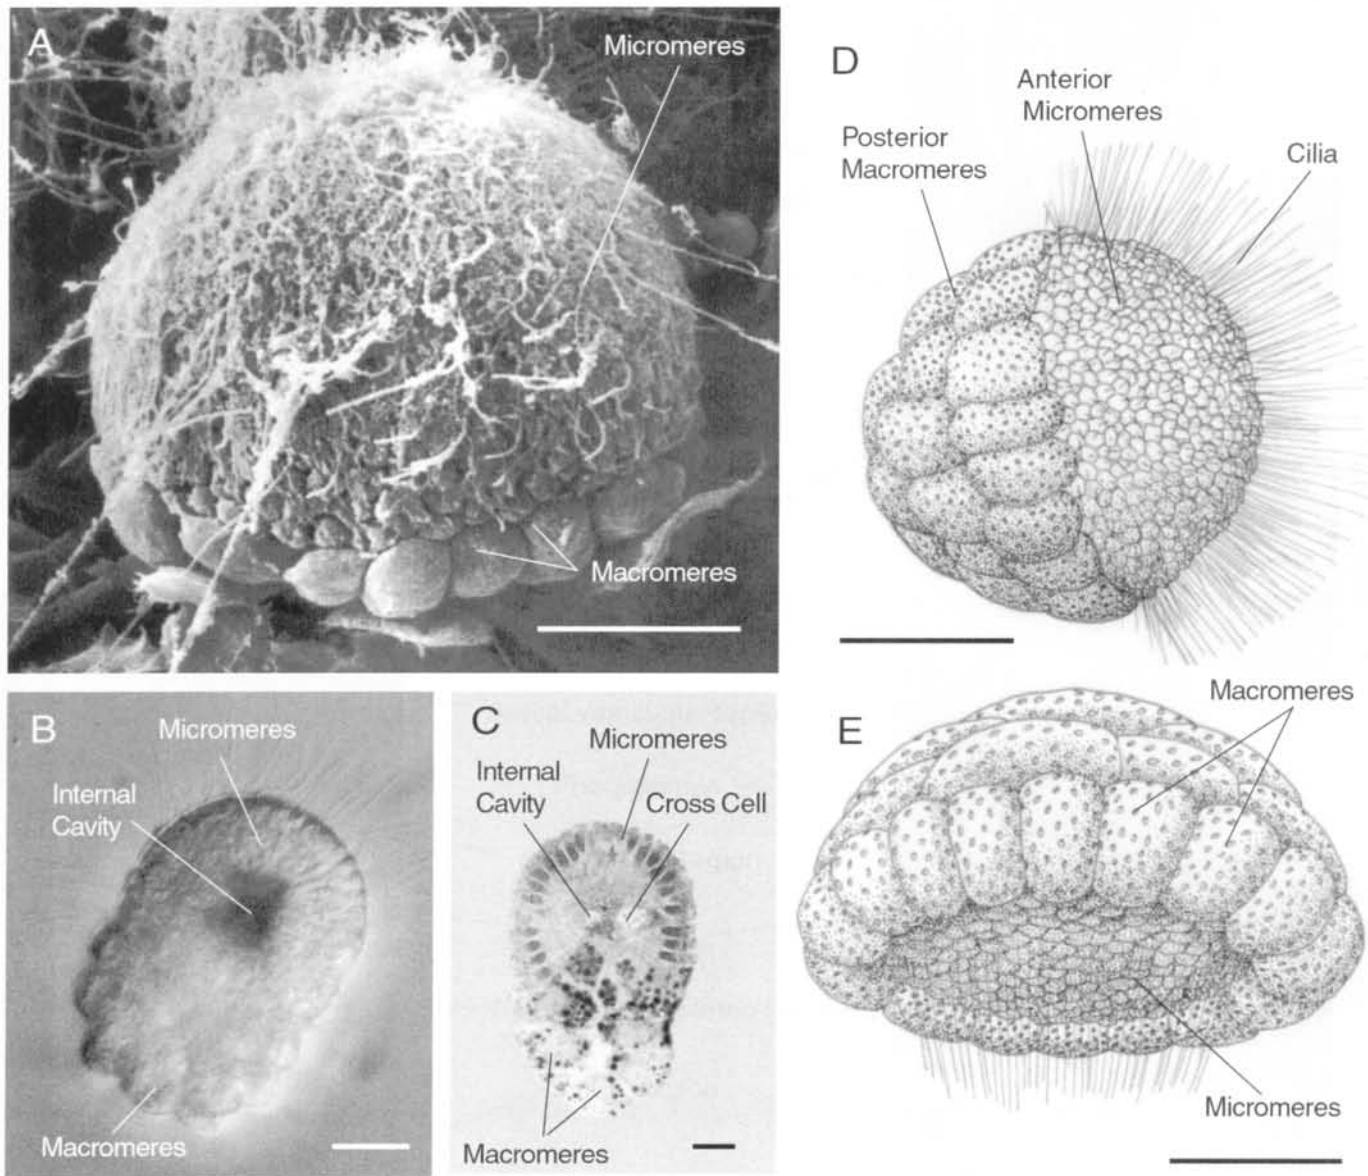 A
Micromeres
Macromeres
B
Micromeres
Internal
Cavity
Macromeres
C
Micromeres
Internal
Cavity
Cross Cell
Macromeres
D
Anterior
Micromeres
Posterior
Macromeres
Cilia
E
Macromeres
Micromeres